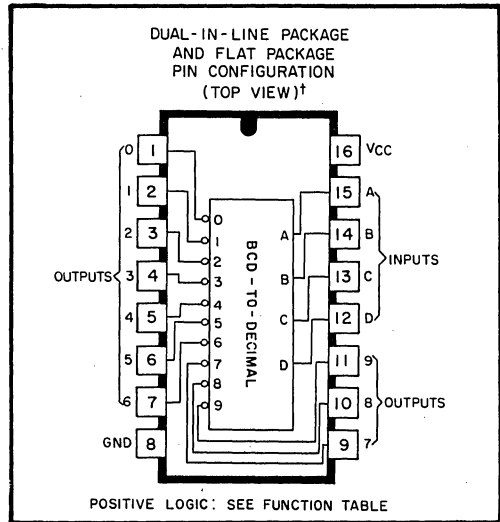 DUAL-IN-LINE PACKAGE
AND FLAT PACKAGE
PIN CONFIGURATION
(TOP VIEW)†
0 1 16 VCC
1 2 15 A
2 3 14 B
3 4 13 C
4 5 12 D
5 6 11 9
6 7 10 8
GND 8 9 7
OUTPUTS
INPUTS
OUTPUTS
0
1
2
3
4
5
6
7
8
9
BCD-TO-DECIMAL
A
B
C
D
POSITIVE LOGIC: SEE FUNCTION TABLE